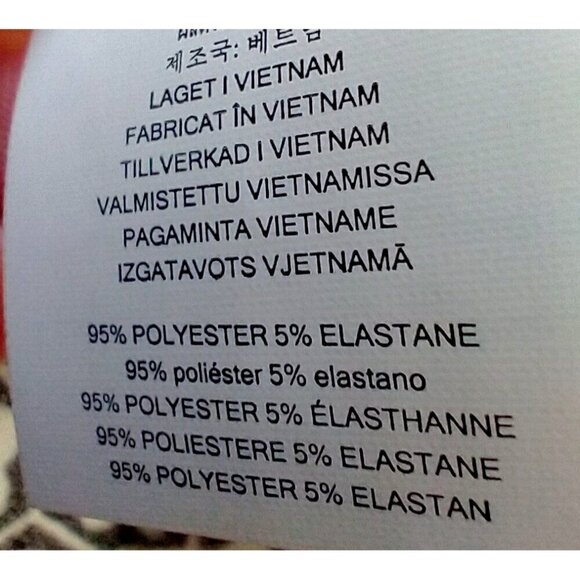 제조국: 베트남
LAGET I VIETNAM
FABRICAT ÎN VIETNAM
TILLVERKAD I VIETNAM
VALMISTETTU VIETNAMISSA
PAGAMINTA VIETNAME
IZGATAVOTS VJETNAMĀ
95% POLYESTER 5% ELASTANE
95% poliéster 5% elastano
95% POLYESTER 5% ÉLASTHANNE
95% POLIESTERE 5% ELASTANE
95% POLYESTER 5% ELASTAN